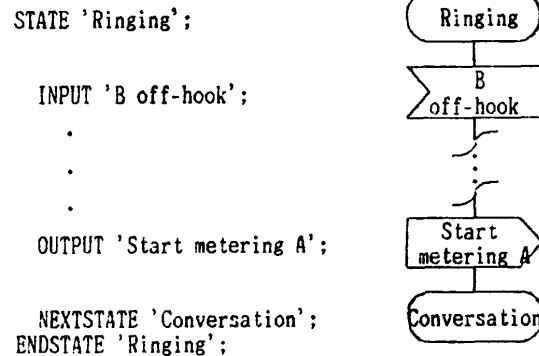 STATE 'Ringing';
INPUT 'B off-hook';
.
.
.
OUTPUT 'Start metering A';
NEXTSTATE 'Conversation';
ENDSTATE 'Ringing';
Ringing
B
off-hook
Start
metering A
Conversation